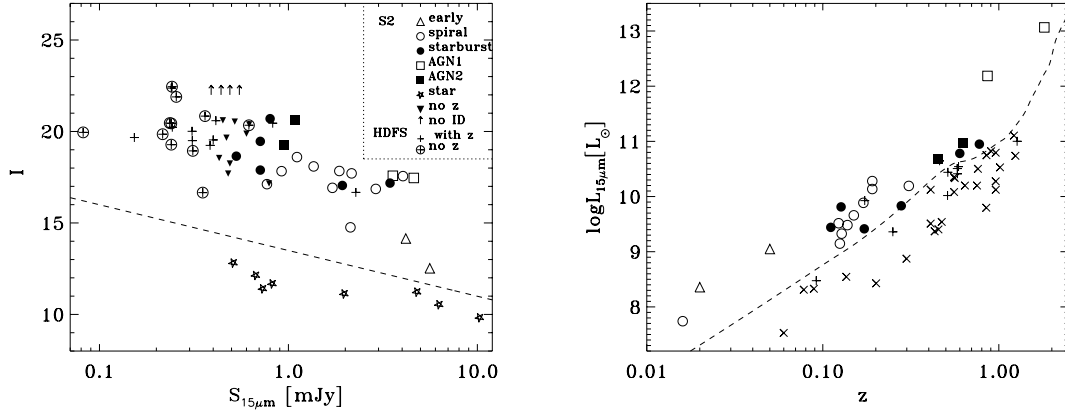 S2
early
spiral
starburst
AGN1
AGN2
star
no z
no ID
HDFS
with z
no z
25
20
15
10
I
0.1
1.0
10.0
S15μm [mJy]
13
12
11
10
9
8
logL15μm[L⊙]
0.01
0.10
1.00
z